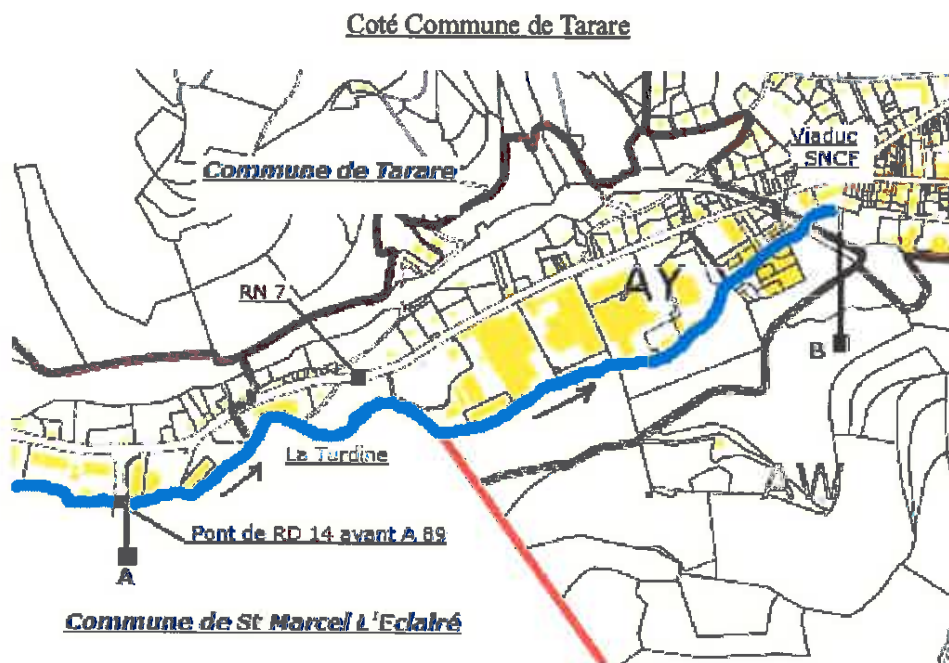 Coté Commune de Tarare
Viaduc
SNCF
Commune de Tarare
AY
RN 7
B
La Turdine
AW
Pont de RD 14 avant A 89
A
Commune de St Marcel L'Eclairé